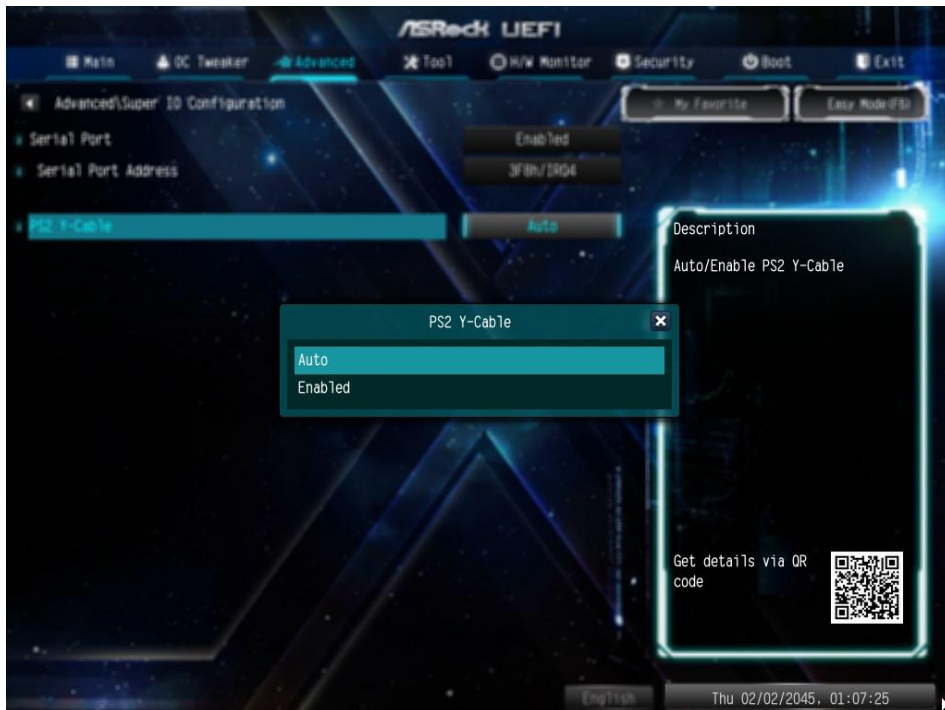 ASRock UEFI
Main OC Tweaker Advanced Tool H/W Monitor Security Boot Exit
Advanced\Super IO Configuration
My Favorite Easy Mode(F6)
Serial Port Enabled
Serial Port Address 3F8h/IRQ4
PS2 Y-Cable Auto
Description
Auto/Enable PS2 Y-Cable
PS2 Y-Cable
Auto
Enabled
Get details via QR
code
English Thu 02/02/2045, 01:07:25